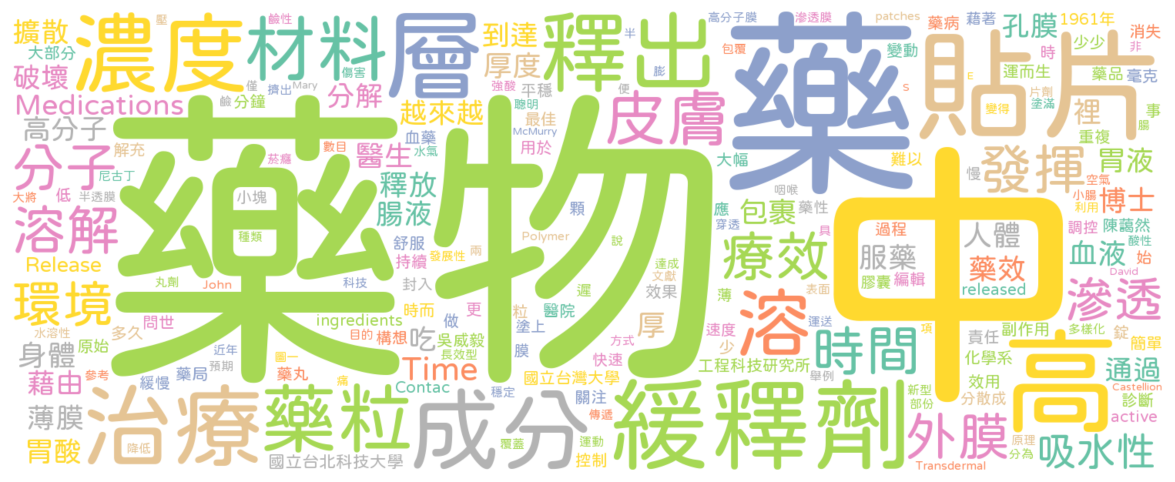 藥物
中
藥
高
濃度
材料
層
釋出
貼片
治療
成分
緩釋劑
藥粒
皮膚
發揮
療效
溶
時間
滲透
外膜
吸水性
分子
溶解
環境
擴散
大部分
破壞
Medications
高分子
解充
分鐘
分解
傷害
壓
鹼性
僅
鹼
擠出
Mary
到達
厚度
越來越
強酸
平穩
聰明
McMurry
最佳
用於
半
膨
便
高分子膜
滲透膜
包覆
patches
藥病
變動
藉著
孔膜
時
1961年
少少
消失
非
運而生
藥品
毫克
片劑
塗滿
裡
事
變得
腸
重複
S
E
大幅
難以
慢
胃液
空氣
小腸
利用
博士
調控
陳藹然
酸性
始
血液
David
醫生
血藥
水氣
數目
菸癮
尼古丁
低
半透膜
大將
小塊
種類
釋放
腸液
顆
咽喉
應
穿透
包裹
藥性
具
過程
人體
服藥
藥效
膠囊
編輯
表面
released
舒服
持續
發展性
兩
Polymer
說
達成
文獻
薄
封入
遲
效果
丸劑
John
科技
Release
水溶性
多久
問世
ingredients
時而
更
粒
醫院
做
塗上
厚
速度
少
方式
運送
項
責任
副作用
多樣化
錠
簡單
化學系
通過
身體
原始
近年
圖一
目的
構想
長效型
吃
吳威毅
膜
快速
工程科技研究所
舉例
新型
部份
效用
分散成
診斷
Castellion
active
藉由
參考
緩慢
藥局
預期
藥丸
痛
Time
Contac
穩定
國立台灣大學
關注
傳遞
薄膜
胃酸
降低
國立台北科技大學
覆蓋
運動
控制
Transdermal
原理
分為